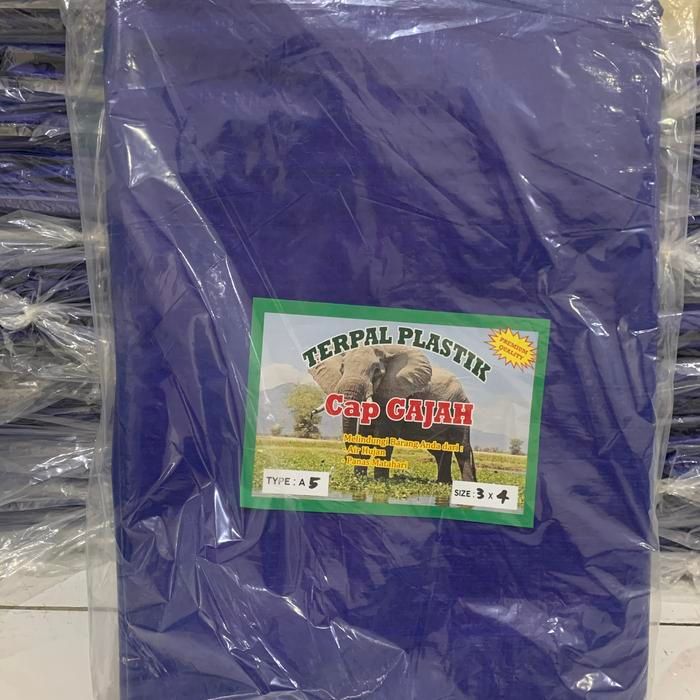 TERPAL PLASTIK
PREMIUM
QUALITY
Cap GAJAH
Melindungi Barang Anda dari :
- Air Hujan
- Panas Matahari
TYPE : A 5
SIZE : 3 x 4